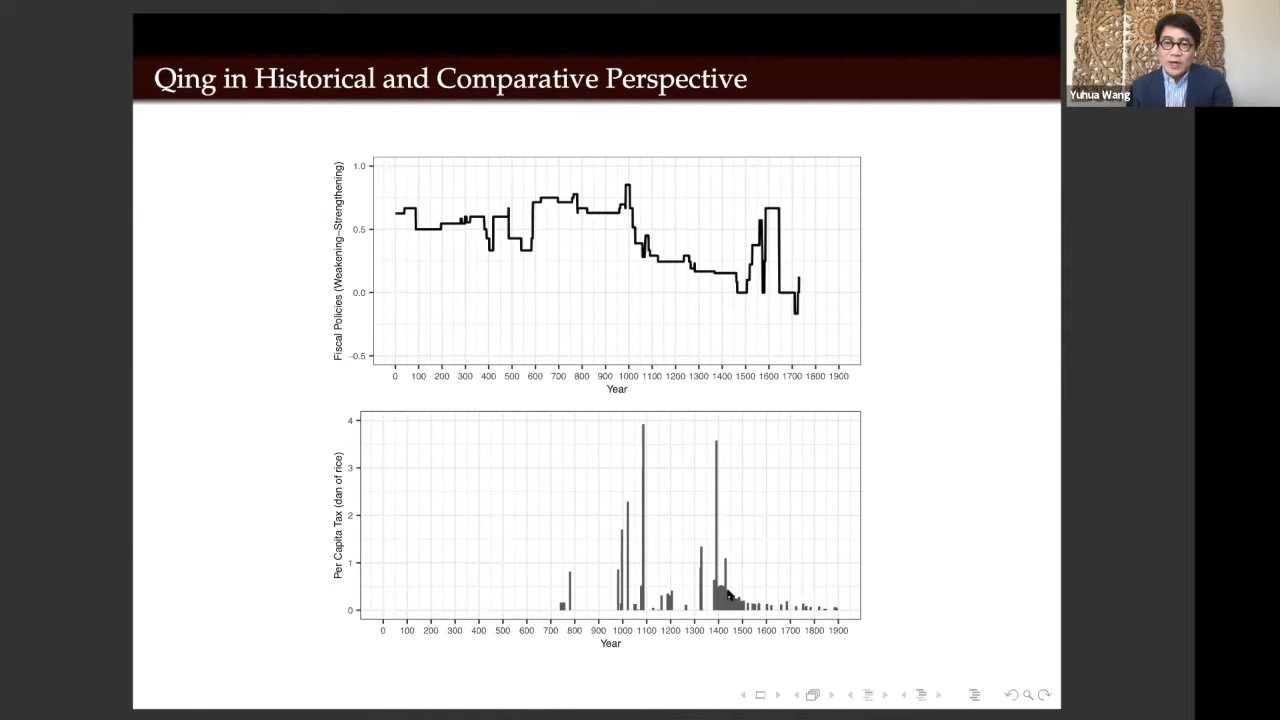 Qing in Historical and Comparative Perspective
Yuhua Wang
Fiscal Policies (Weakening–Strengthening)
1.0
0.5
0.0
−0.5
0 100 200 300 400 500 600 700 800 900 1000 1100 1200 1300 1400 1500 1600 1700 1800 1900
Year
Per Capita Tax (dan of rice)
4
3
2
1
0
0 100 200 300 400 500 600 700 800 900 1000 1100 1200 1300 1400 1500 1600 1700 1800 1900
Year